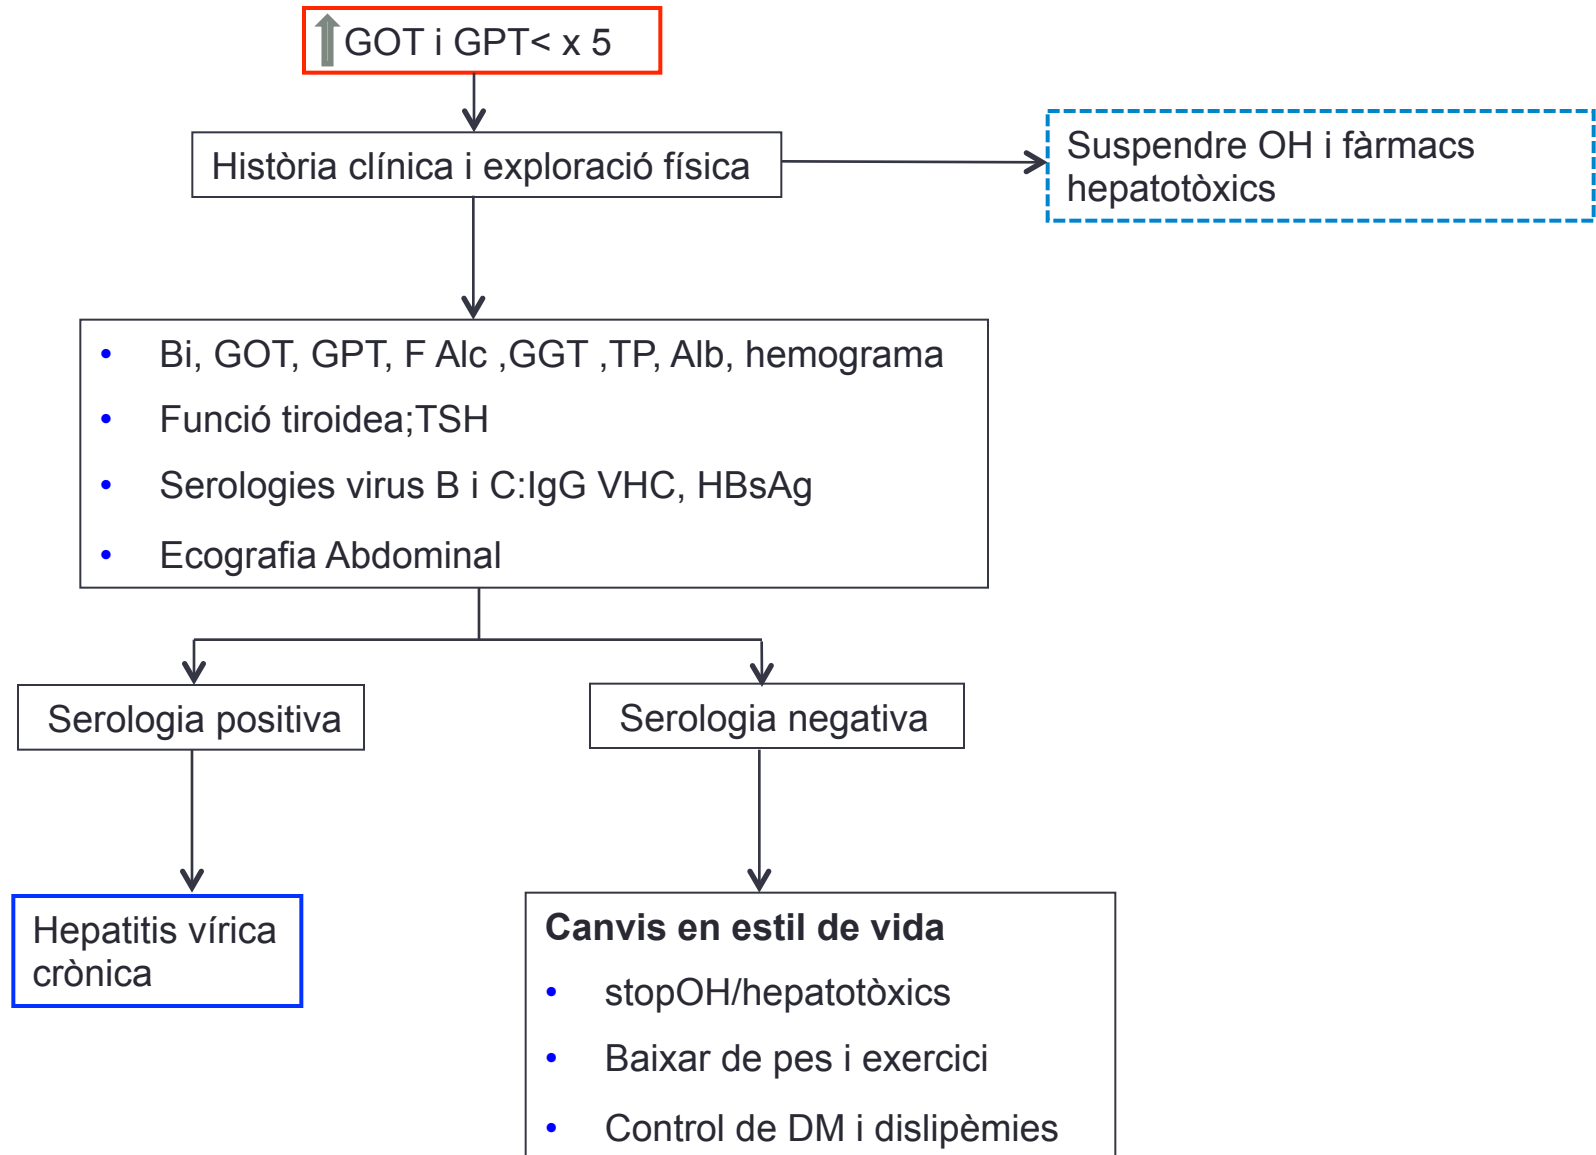 GOT i GPT< x 5
Història clínica i exploració física
Suspendre OH i fàrmacs
hepatotòxics
• Bi, GOT, GPT, F Alc ,GGT ,TP, Alb, hemograma
• Funció tiroidea;TSH
• Serologies virus B i C:IgG VHC, HBsAg
• Ecografia Abdominal
Serologia positiva
Serologia negativa
Hepatitis vírica
crònica
Canvis en estil de vida
• stopOH/hepatotòxics
• Baixar de pes i exercici
• Control de DM i dislipèmies